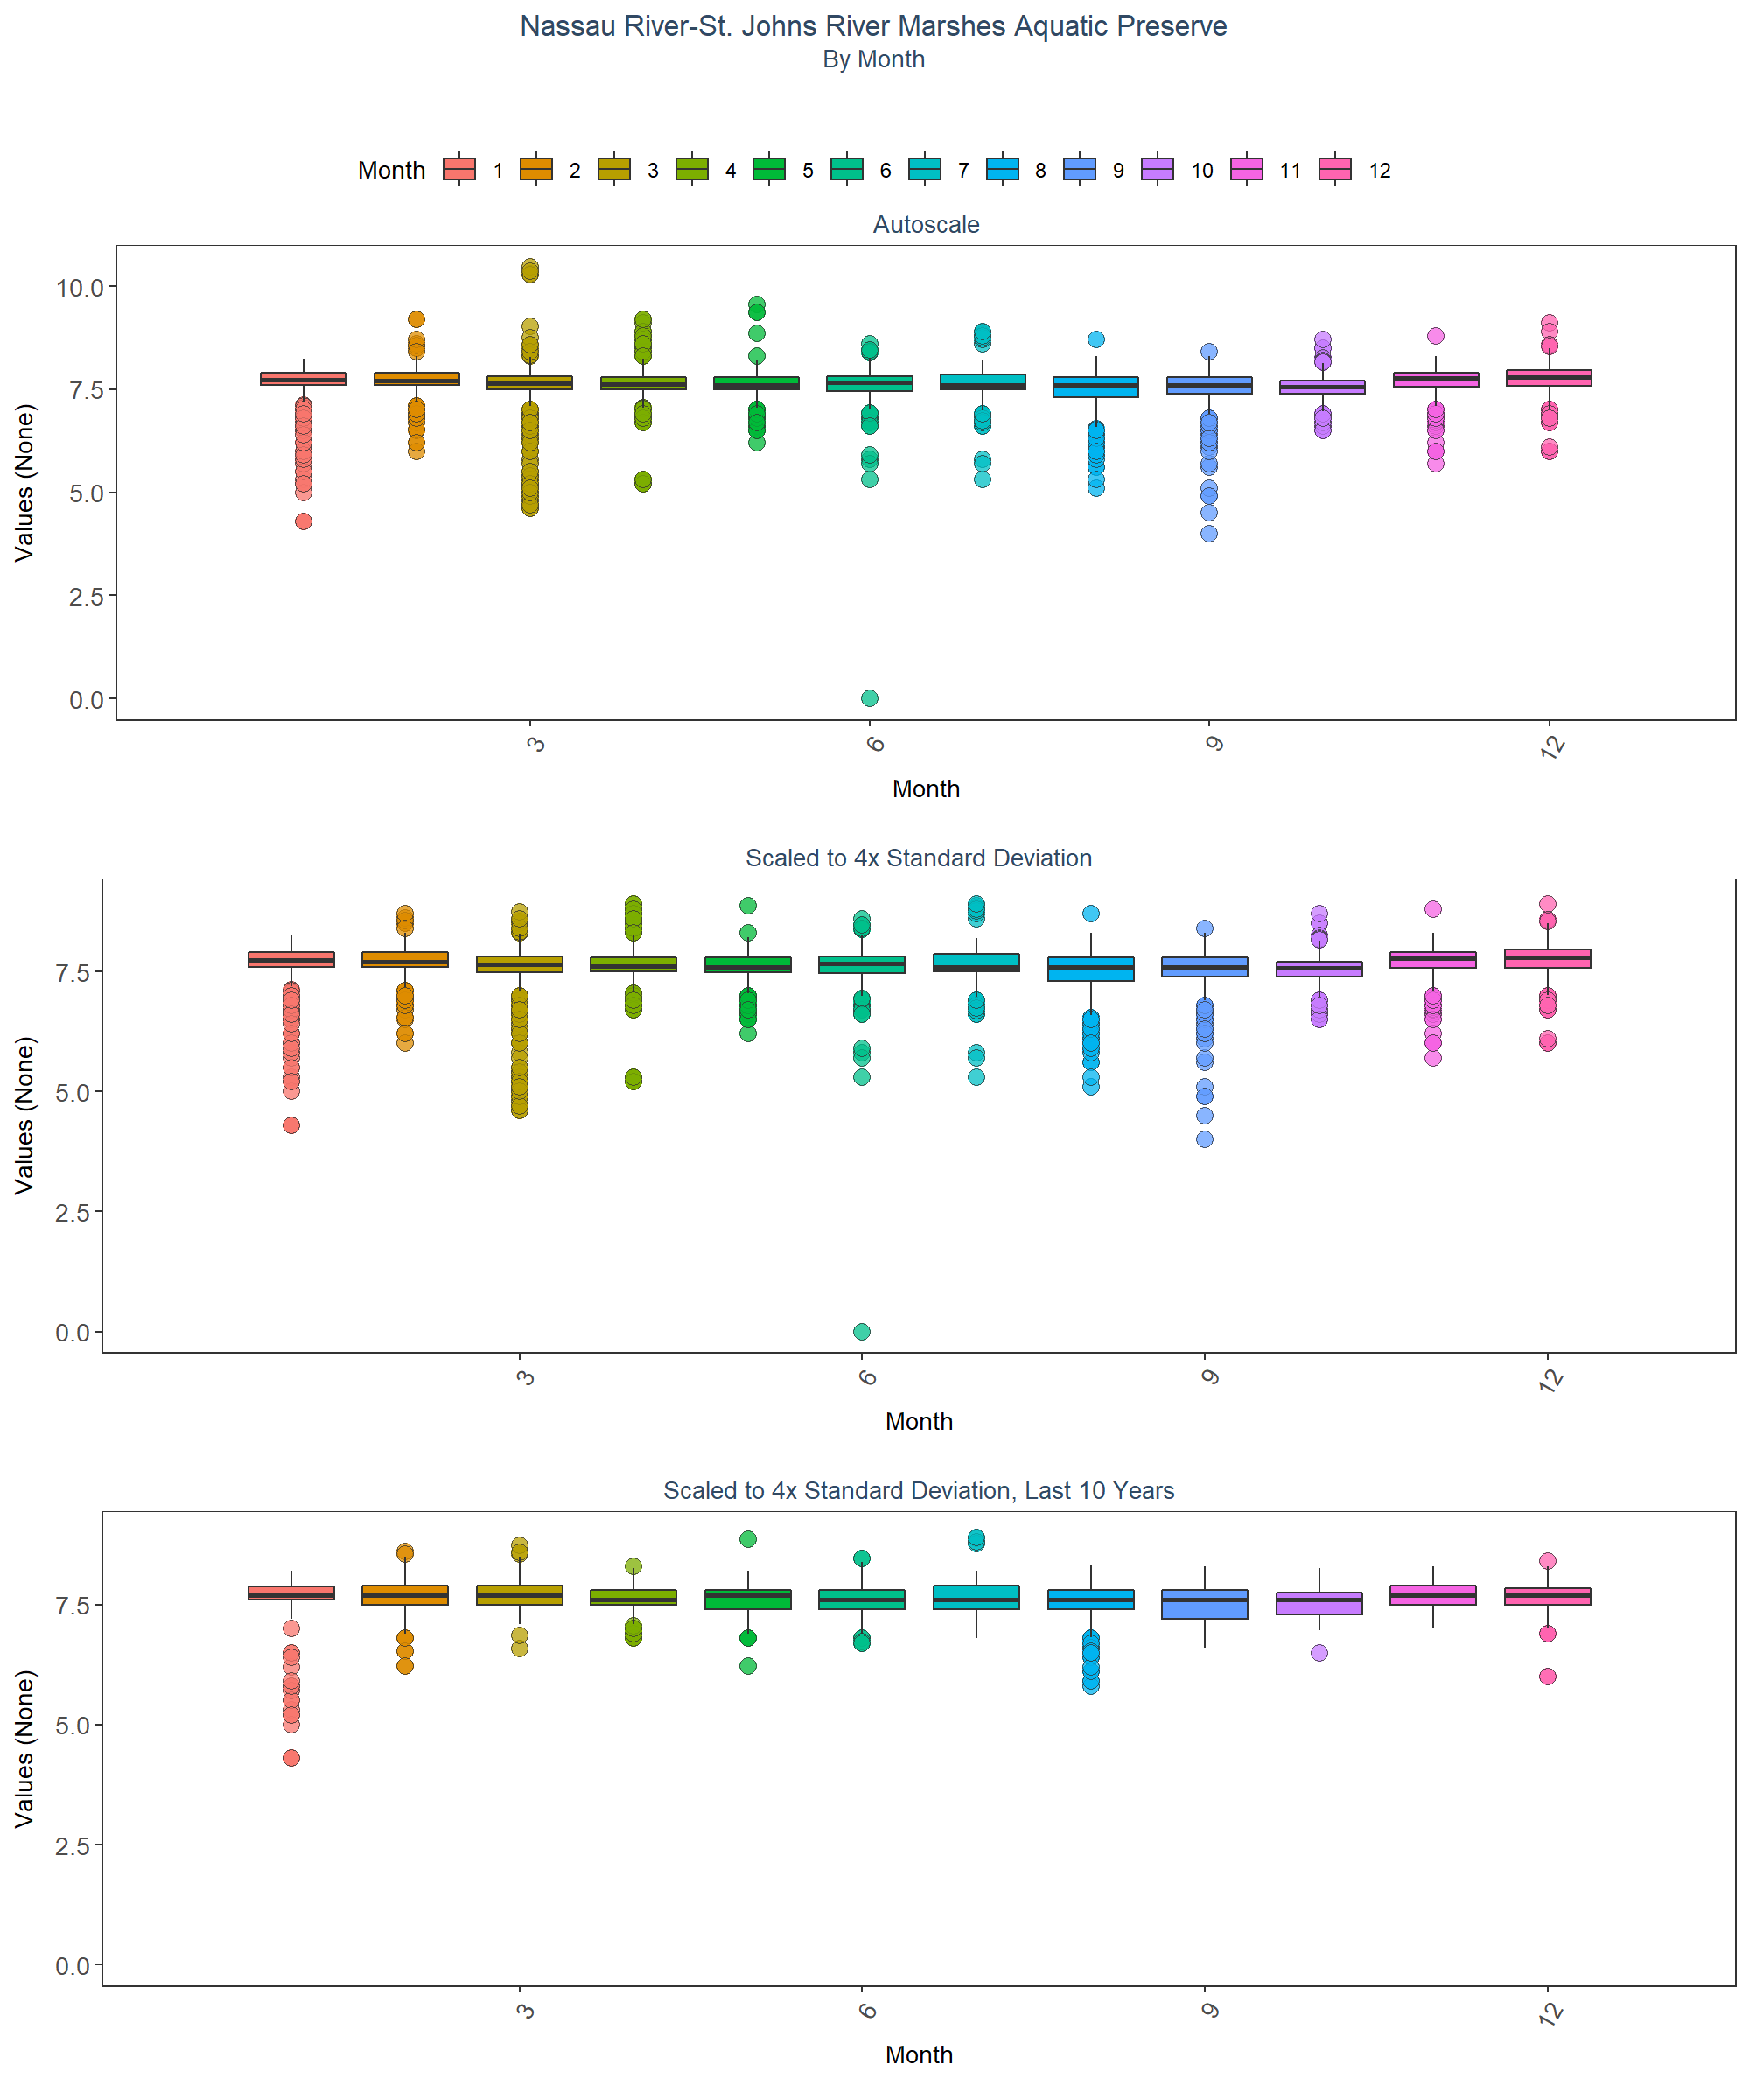 Nassau River-St. Johns River Marshes Aquatic Preserve
By Month
Month 1 2 3 4 5 6 7 8 9 10 11 12
Autoscale
Values (None)
10.0
7.5
5.0
2.5
0.0
3 6 9 12
Month
Scaled to 4x Standard Deviation
Values (None)
7.5
5.0
2.5
0.0
3 6 9 12
Month
Scaled to 4x Standard Deviation, Last 10 Years
Values (None)
7.5
5.0
2.5
0.0
3 6 9 12
Month